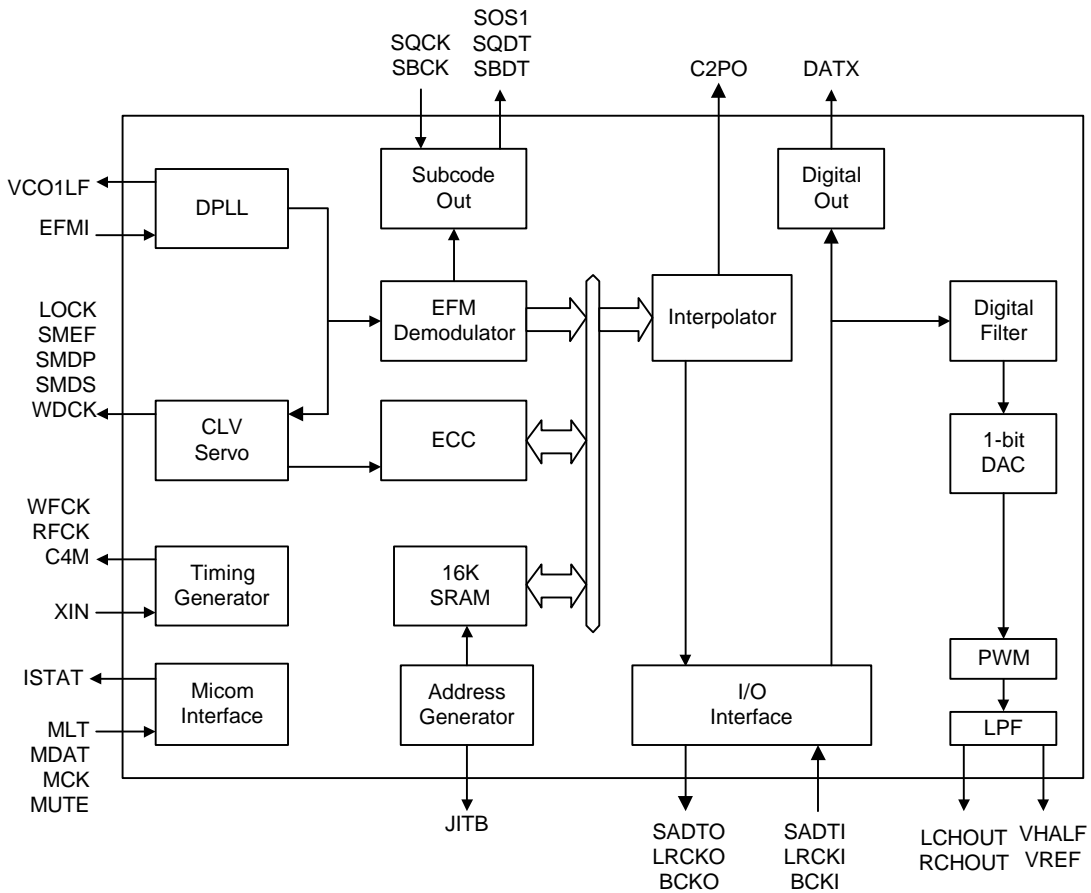 SQCK
SBCK
SOS1
SQDT
SBDT
C2PO
DATX
VCO1LF
EFMI
DPLL
Subcode
Out
Digital
Out
LOCK
SMEF
SMDP
SMDS
WDCK
EFM
Demodulator
Interpolator
Digital
Filter
CLV
Servo
ECC
1-bit
DAC
WFCK
RFCK
C4M
XIN
Timing
Generator
16K
SRAM
ISTAT
MLT
MDAT
MCK
MUTE
Micom
Interface
Address
Generator
I/O
Interface
PWM
LPF
JITB
SADTO
LRCKO
BCKO
SADTI
LRCKI
BCKI
LCHOUT
RCHOUT
VHALF
VREF